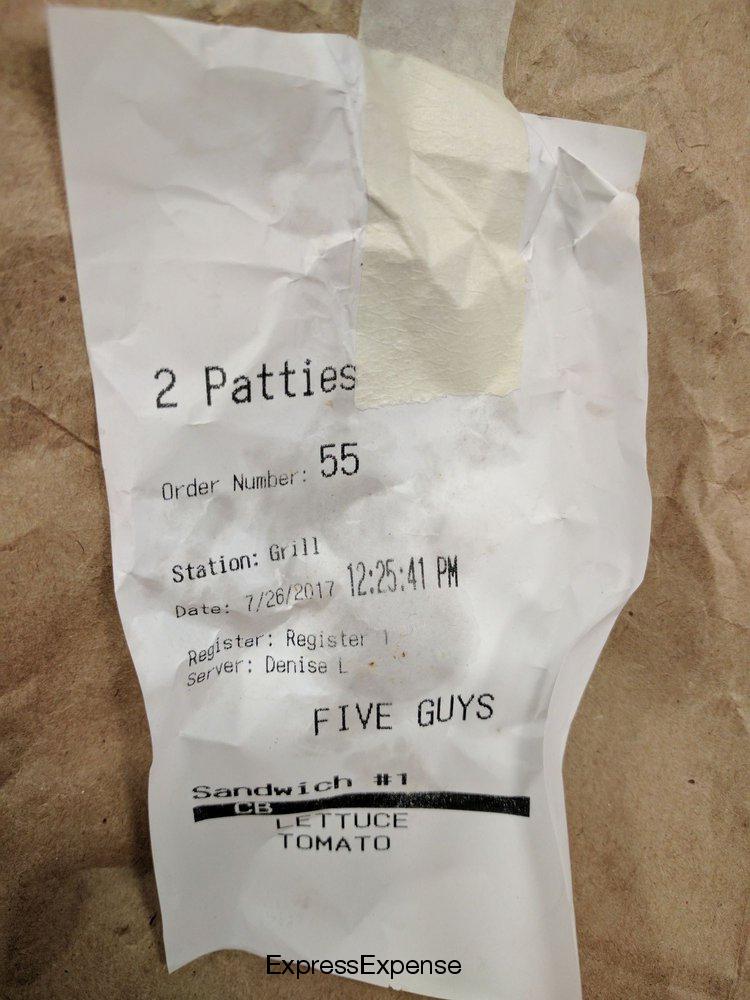 2 Patties
Order Number: 55
Station: Grill
Date: 7/26/2017 12:25:41 PM
Register: Register 1
Server: Denise L
FIVE GUYS
Sandwich #1
CB
LETTUCE
TOMATO
ExpressExpense